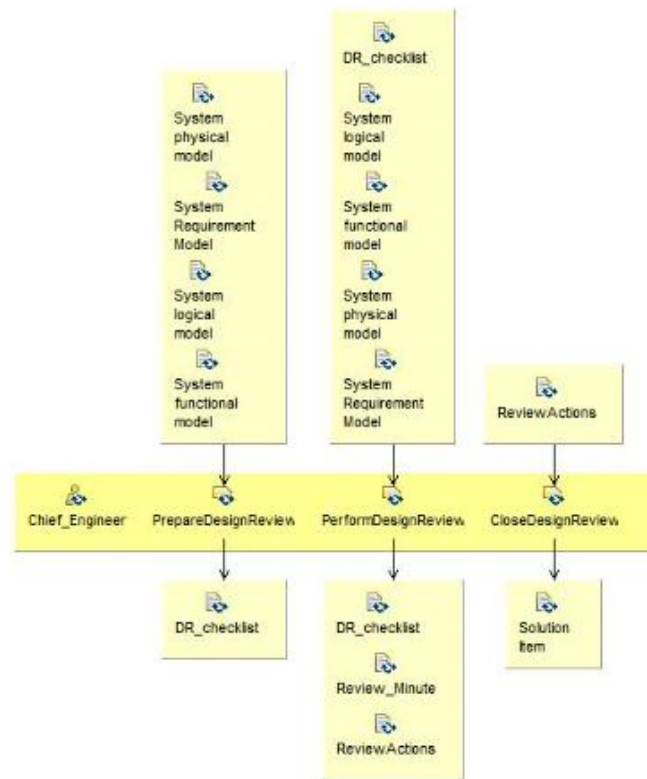 System
physical
model
System
Requirement
Model
System
logical
model
System
functional
model
DR_checklist
System
logical
model
System
functional
model
System
physical
model
System
Requirement
Model
ReviewActions
Chief_Engineer
PrepareDesignReview
PerformDesignReview
CloseDesignReview
DR_checklist
DR_checklist
Review_Minute
ReviewActions
Solution
Item